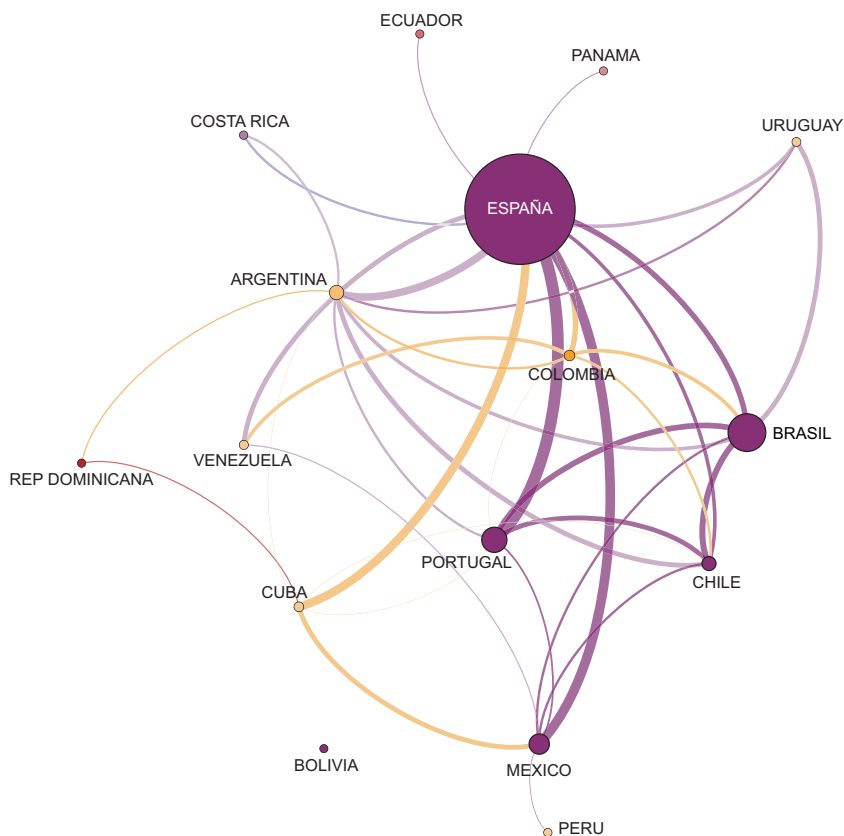 ECUADOR
PANAMA
COSTA RICA
URUGUAY
ESPAÑA
ARGENTINA
COLOMBIA
BRASIL
VENEZUELA
REP DOMINICANA
PORTUGAL
CHILE
CUBA
BOLIVIA
MEXICO
PERU